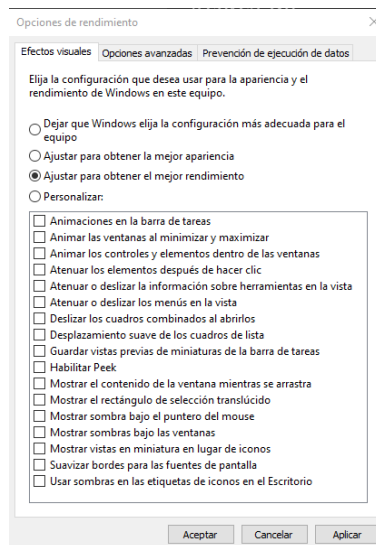 Opciones de rendimiento
Efectos visuales Opciones avanzadas Prevención de ejecución de datos
Elija la configuración que desea usar para la apariencia y el
rendimiento de Windows en este equipo.
Dejar que Windows elija la configuración más adecuada para el
equipo
Ajustar para obtener la mejor apariencia
Ajustar para obtener el mejor rendimiento
Personalizar:
Animaciones en la barra de tareas
Animar las ventanas al minimizar y maximizar
Animar los controles y elementos dentro de las ventanas
Atenuar los elementos después de hacer clic
Atenuar o deslizar la información sobre herramientas en la vista
Atenuar o deslizar los menús en la vista
Deslizar los cuadros combinados al abrirlos
Desplazamiento suave de los cuadros de lista
Guardar vistas previas de miniaturas de la barra de tareas
Habilitar Peek
Mostrar el contenido de la ventana mientras se arrastra
Mostrar el rectángulo de selección translúcido
Mostrar sombra bajo el puntero del mouse
Mostrar sombras bajo las ventanas
Mostrar vistas en miniatura en lugar de iconos
Suavizar bordes para las fuentes de pantalla
Usar sombras en las etiquetas de iconos en el Escritorio
Aceptar Cancelar Aplicar